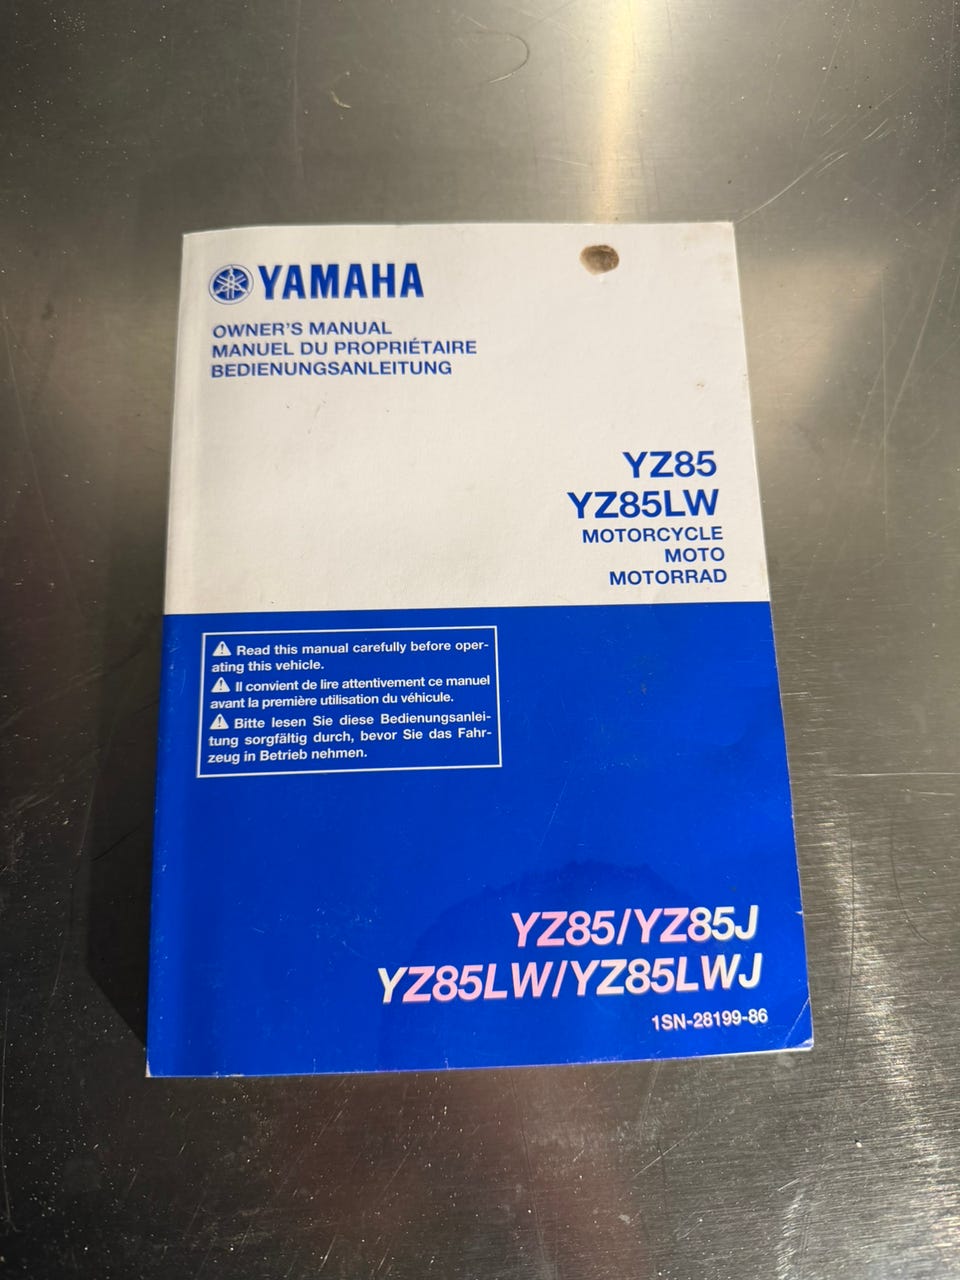 YAMAHA
OWNER'S MANUAL
MANUEL DU PROPRIÉTAIRE
BEDIENUNGSANLEITUNG
YZ85
YZ85LW
MOTORCYCLE
MOTO
MOTORRAD
⚠ Read this manual carefully before oper-
ating this vehicle.
⚠ Il convient de lire attentivement ce manuel
avant la première utilisation du véhicule.
⚠ Bitte lesen Sie diese Bedienungsanlei-
tung sorgfältig durch, bevor Sie das Fahr-
zeug in Betrieb nehmen.
YZ85/YZ85J
YZ85LW/YZ85LWJ
1SN-28199-86